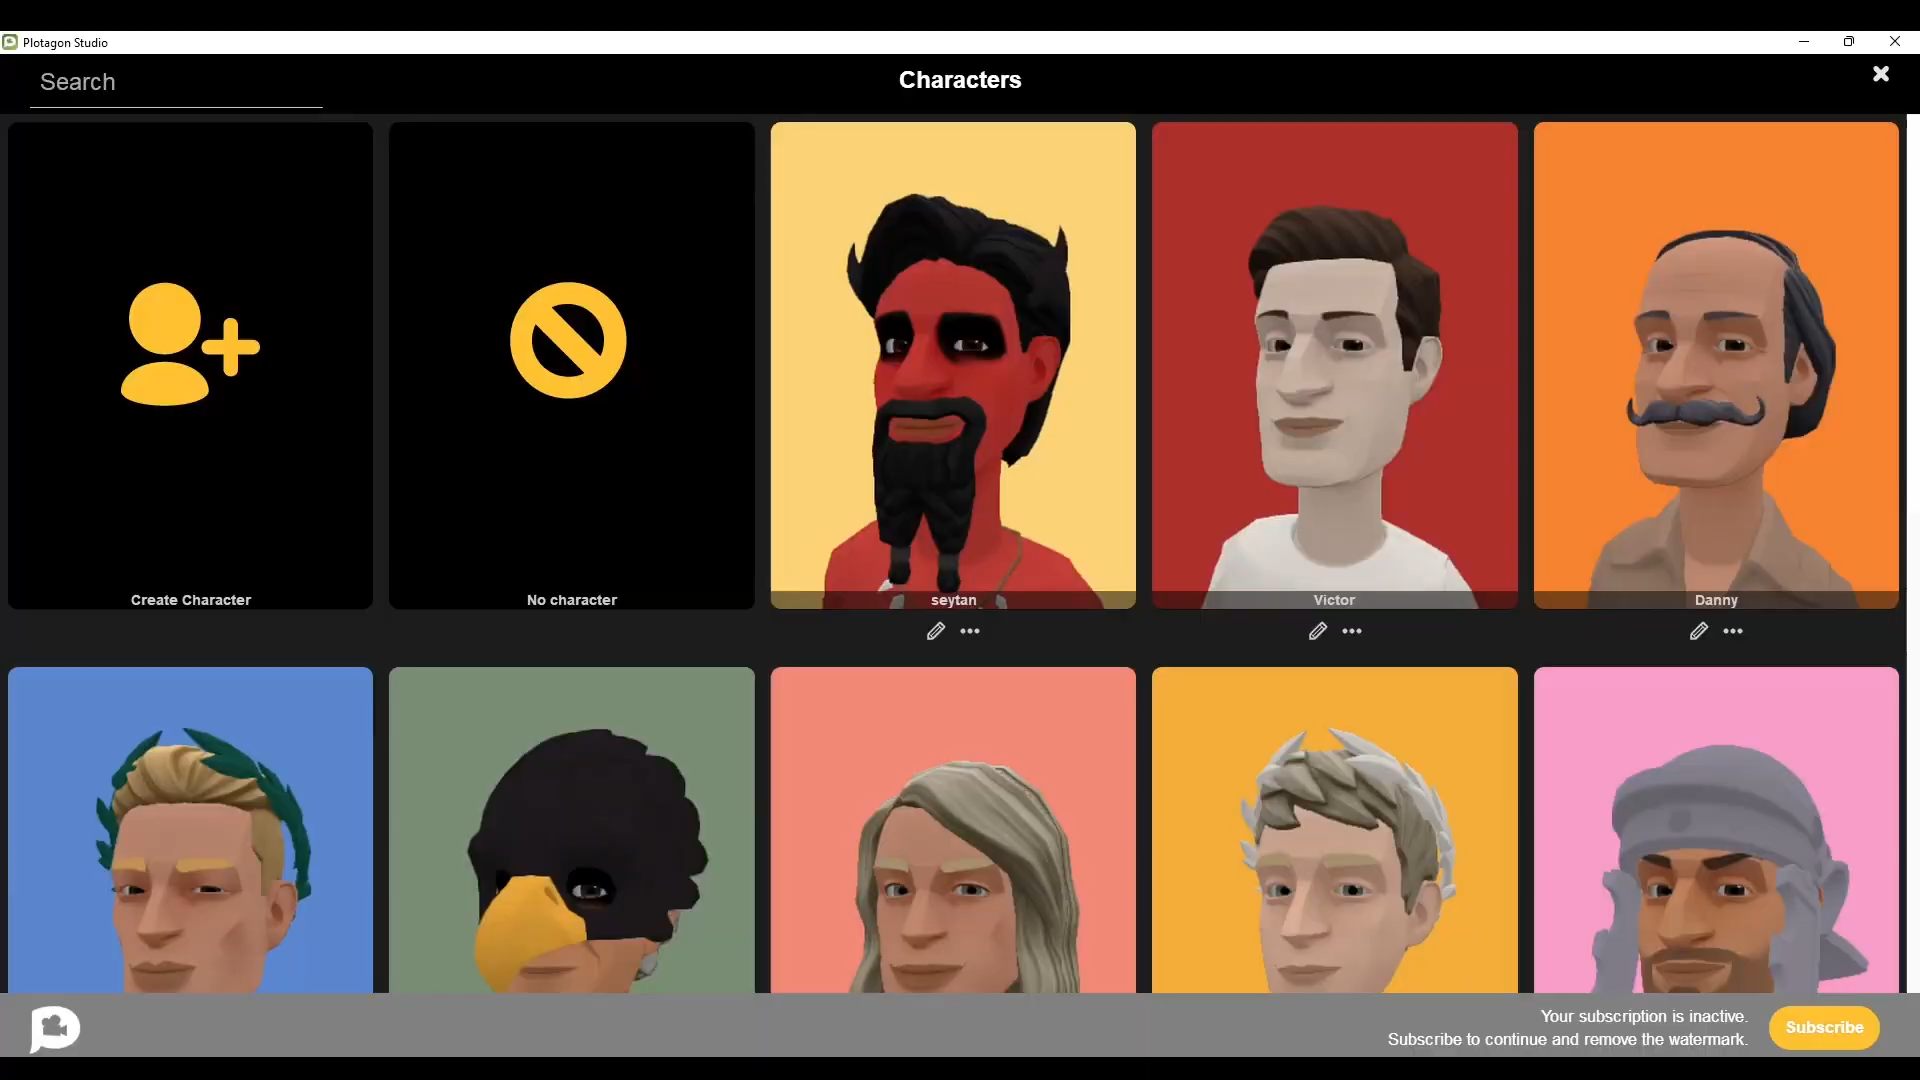 Plotagon Studio
Search
Characters
Create Character
No character
seytan
Victor
Danny
Your subscription is inactive.
Subscribe to continue and remove the watermark.
Subscribe